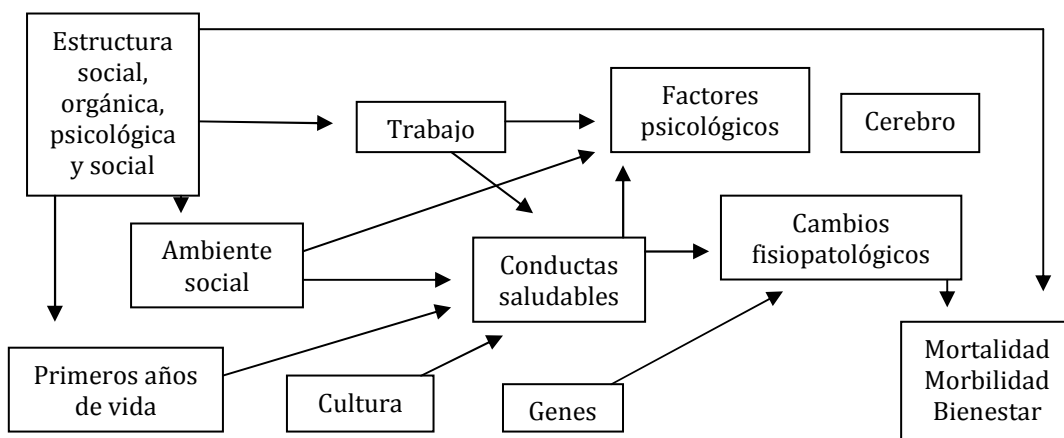 Estructura
social,
orgánica,
psicológica
y social
Trabajo
Factores
psicológicos
Cerebro
Ambiente
social
Conductas
saludables
Cambios
fisiopatológicos
Primeros años
de vida
Cultura
Genes
Mortalidad
Morbilidad
Bienestar